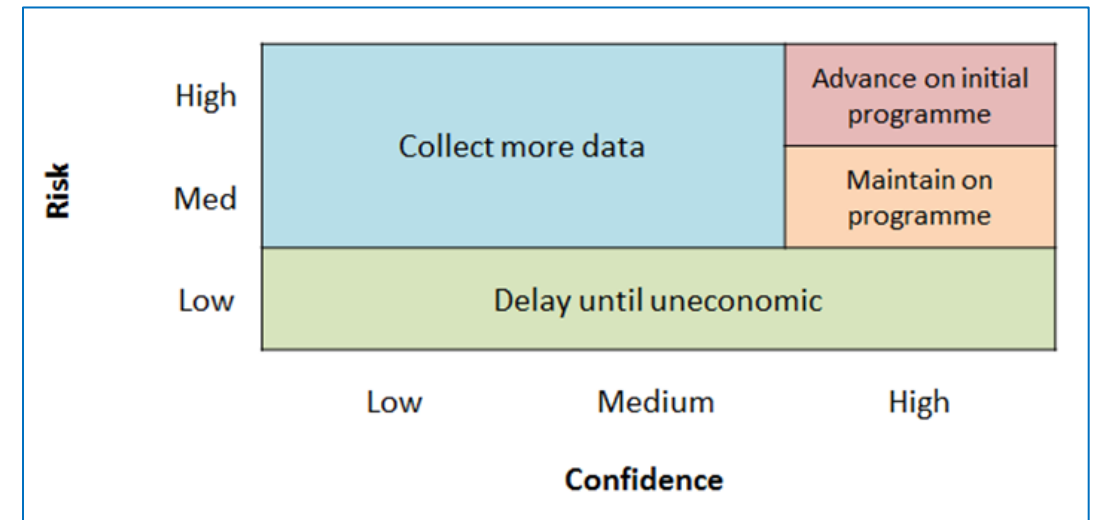 High
Advance on initial
programme
Collect more data
Risk
Med
Maintain on
programme
Low
Delay until uneconomic
Low
Medium
High
Confidence